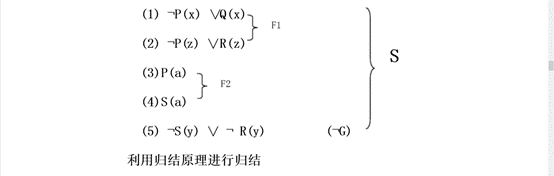 (1) ¬P(x) ∨Q(x)
F1
(2) ¬P(z) ∨R(z)
S
(3)P(a)
F2
(4)S(a)
(5) ¬S(y) ∨ ¬ R(y) (¬G)
利用归结原理进行归结